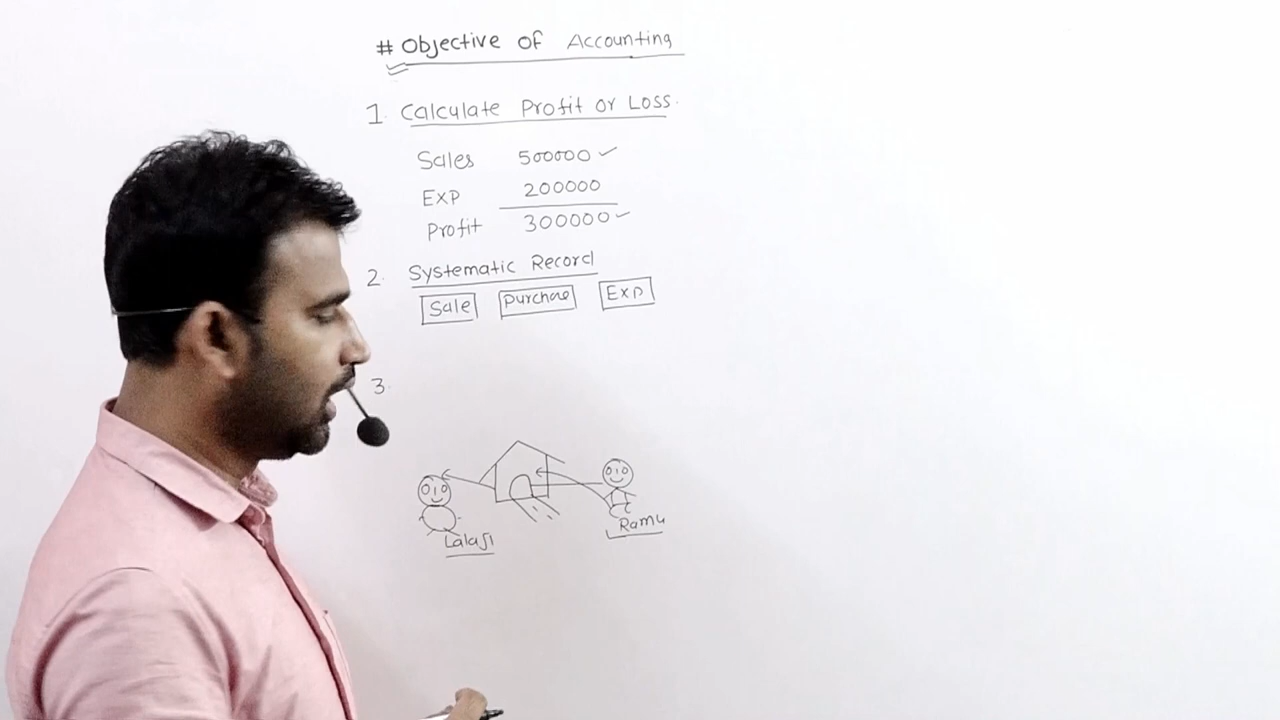 # Objective of Accounting
1. Calculate Profit or Loss.
Sales 500000
Exp 200000
Profit 300000
2. Systematic Record
Sale Purchase Exp
3.
Lalaji Ramu